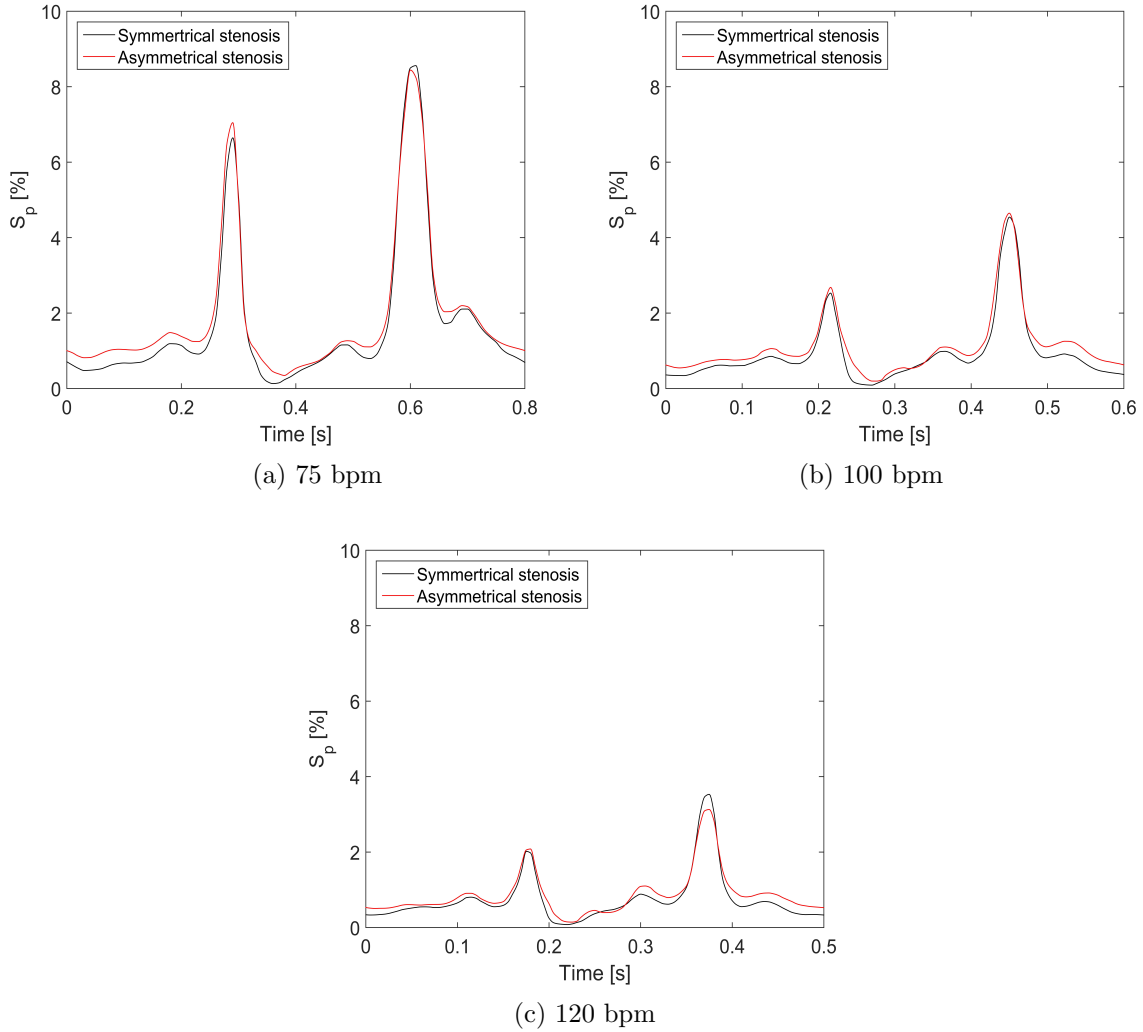 10
8
6
4
2
0
S_p [%]
Symmertrical stenosis
Asymmetrical stenosis
0 0.2 0.4 0.6 0.8
Time [s]
(a) 75 bpm
10
8
6
4
2
0
S_p [%]
Symmertrical stenosis
Asymmetrical stenosis
0 0.1 0.2 0.3 0.4 0.5 0.6
Time [s]
(b) 100 bpm
10
8
6
4
2
0
S_p [%]
Symmertrical stenosis
Asymmetrical stenosis
0 0.1 0.2 0.3 0.4 0.5
Time [s]
(c) 120 bpm